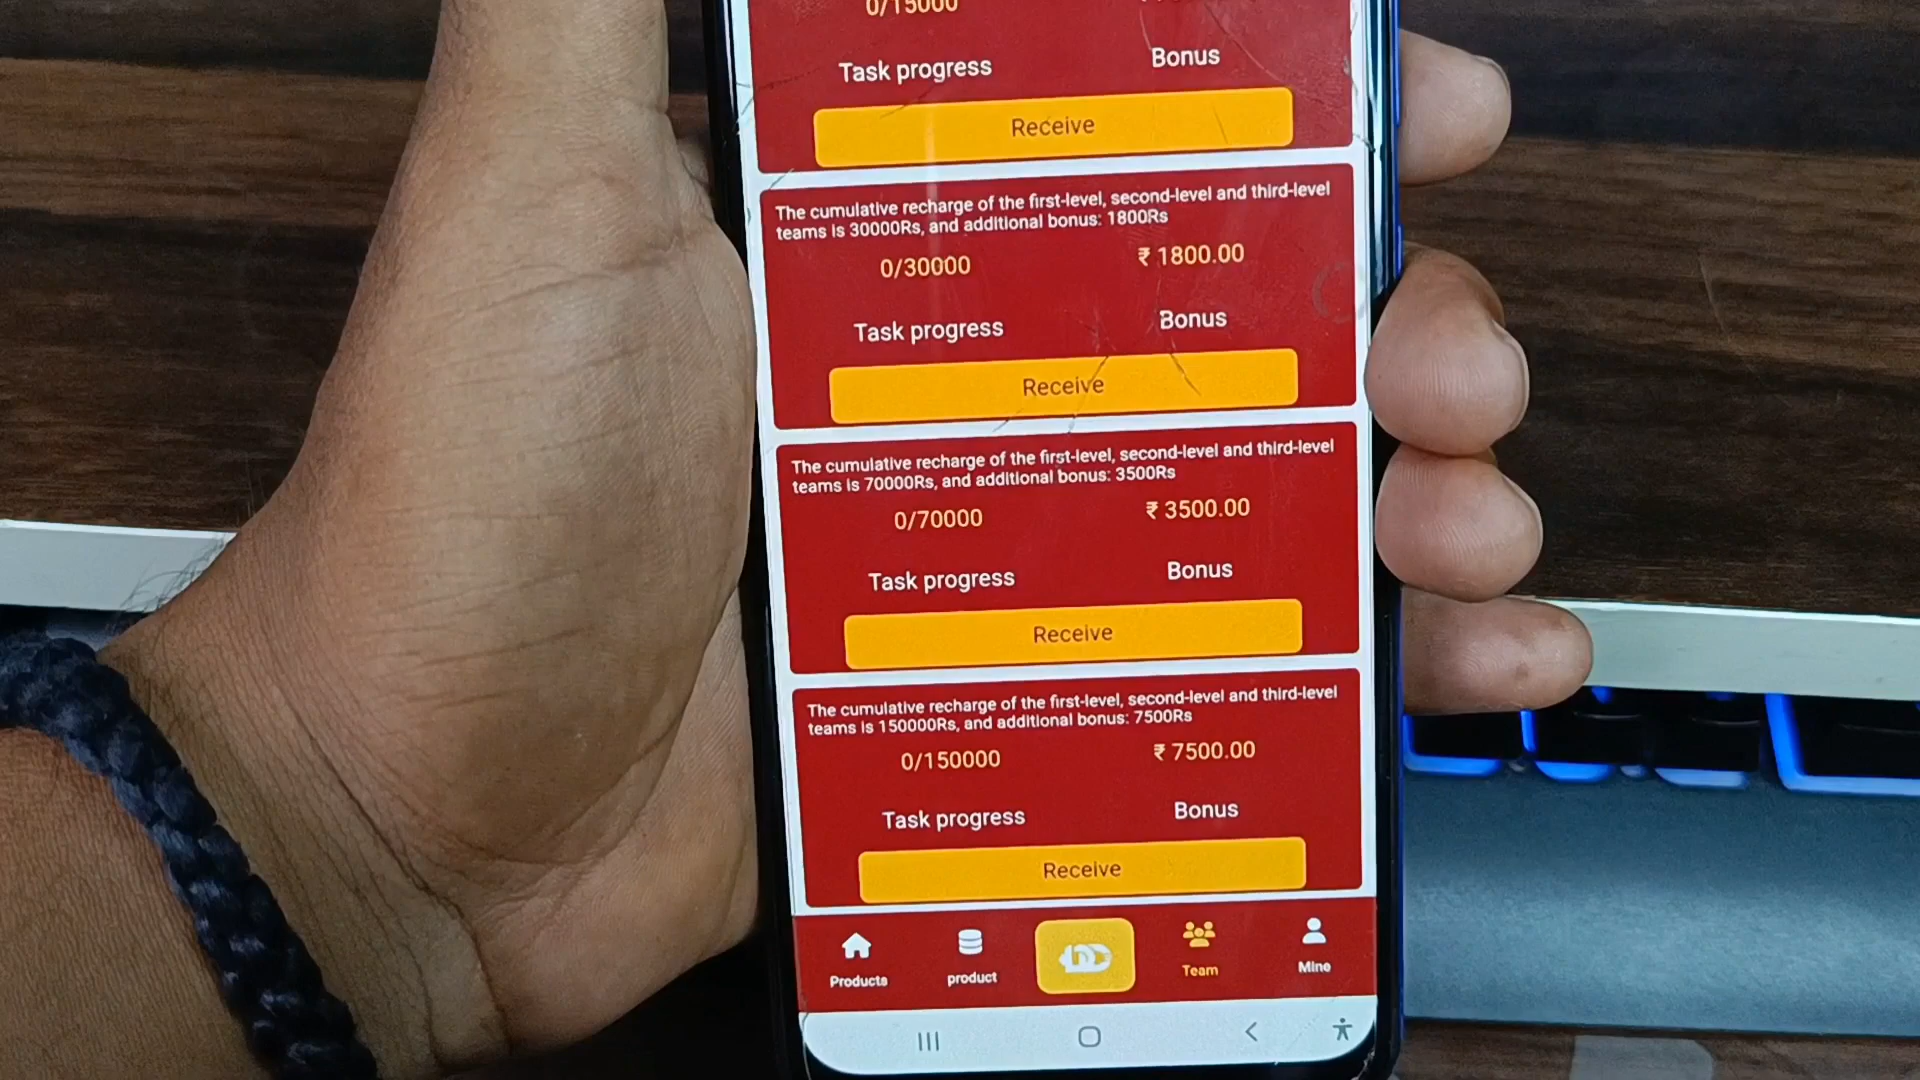 0/15000
Task progress
Bonus
Receive
The cumulative recharge of the first-level, second-level and third-level
teams is 30000Rs, and additional bonus: 1800Rs
0/30000
₹ 1800.00
Task progress
Bonus
Receive
The cumulative recharge of the first-level, second-level and third-level
teams is 70000Rs, and additional bonus: 3500Rs
0/70000
₹ 3500.00
Task progress
Bonus
Receive
The cumulative recharge of the first-level, second-level and third-level
teams is 150000Rs, and additional bonus: 7500Rs
0/150000
₹ 7500.00
Task progress
Bonus
Receive
Products
product
Team
Mine